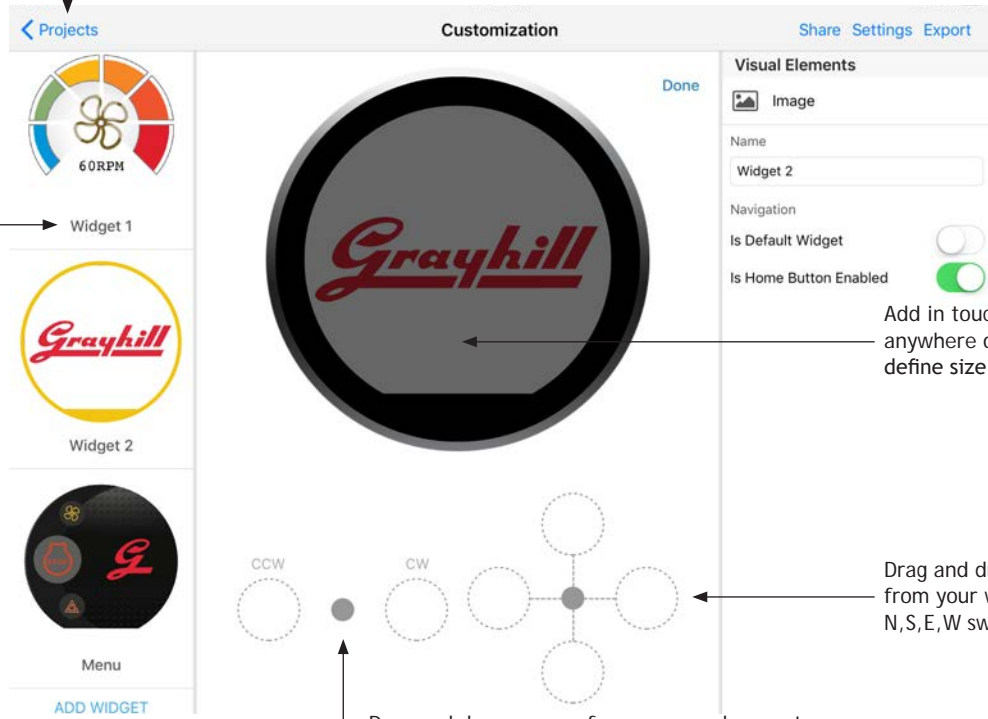 Projects
Customization
Share Settings Export
60RPM
Widget 1
Grayhill
Widget 2
Menu
ADD WIDGET
Done
Grayhill
CCW
CW
Visual Elements
Image
Name
Widget 2
Navigation
Is Default Widget
Is Home Button Enabled
Add in
anywhere
define size
Drag and
from your
N,S,E,W